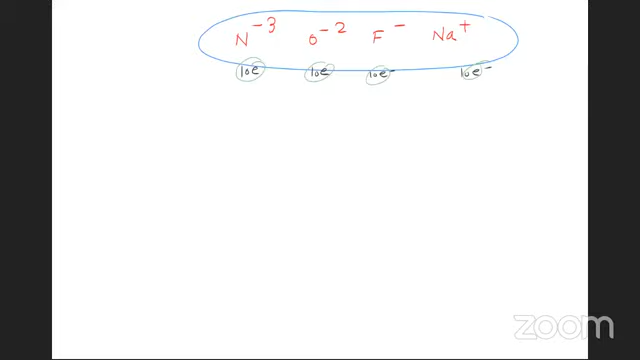 N⁻³ O⁻² F⁻ Na⁺
10e 10e 10e⁻ 10e⁻
zoom